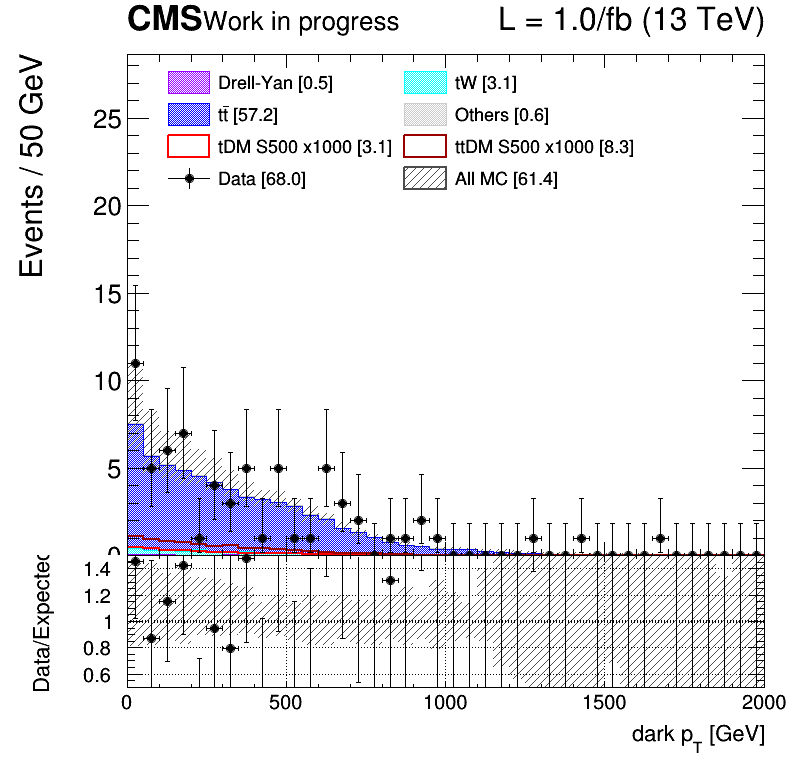 CMS Work in progress L = 1.0/fb (13 TeV)
Drell-Yan [0.5] tW [3.1]
tt̄ [57.2] Others [0.6]
tDM S500 x1000 [3.1] ttDM S500 x1000 [8.3]
Data [68.0] All MC [61.4]
Events / 50 GeV
25
20
15
10
5
0
Data/Expected
1.4
1.2
1
0.8
0.6
0 500 1000 1500 2000
dark p_T [GeV]